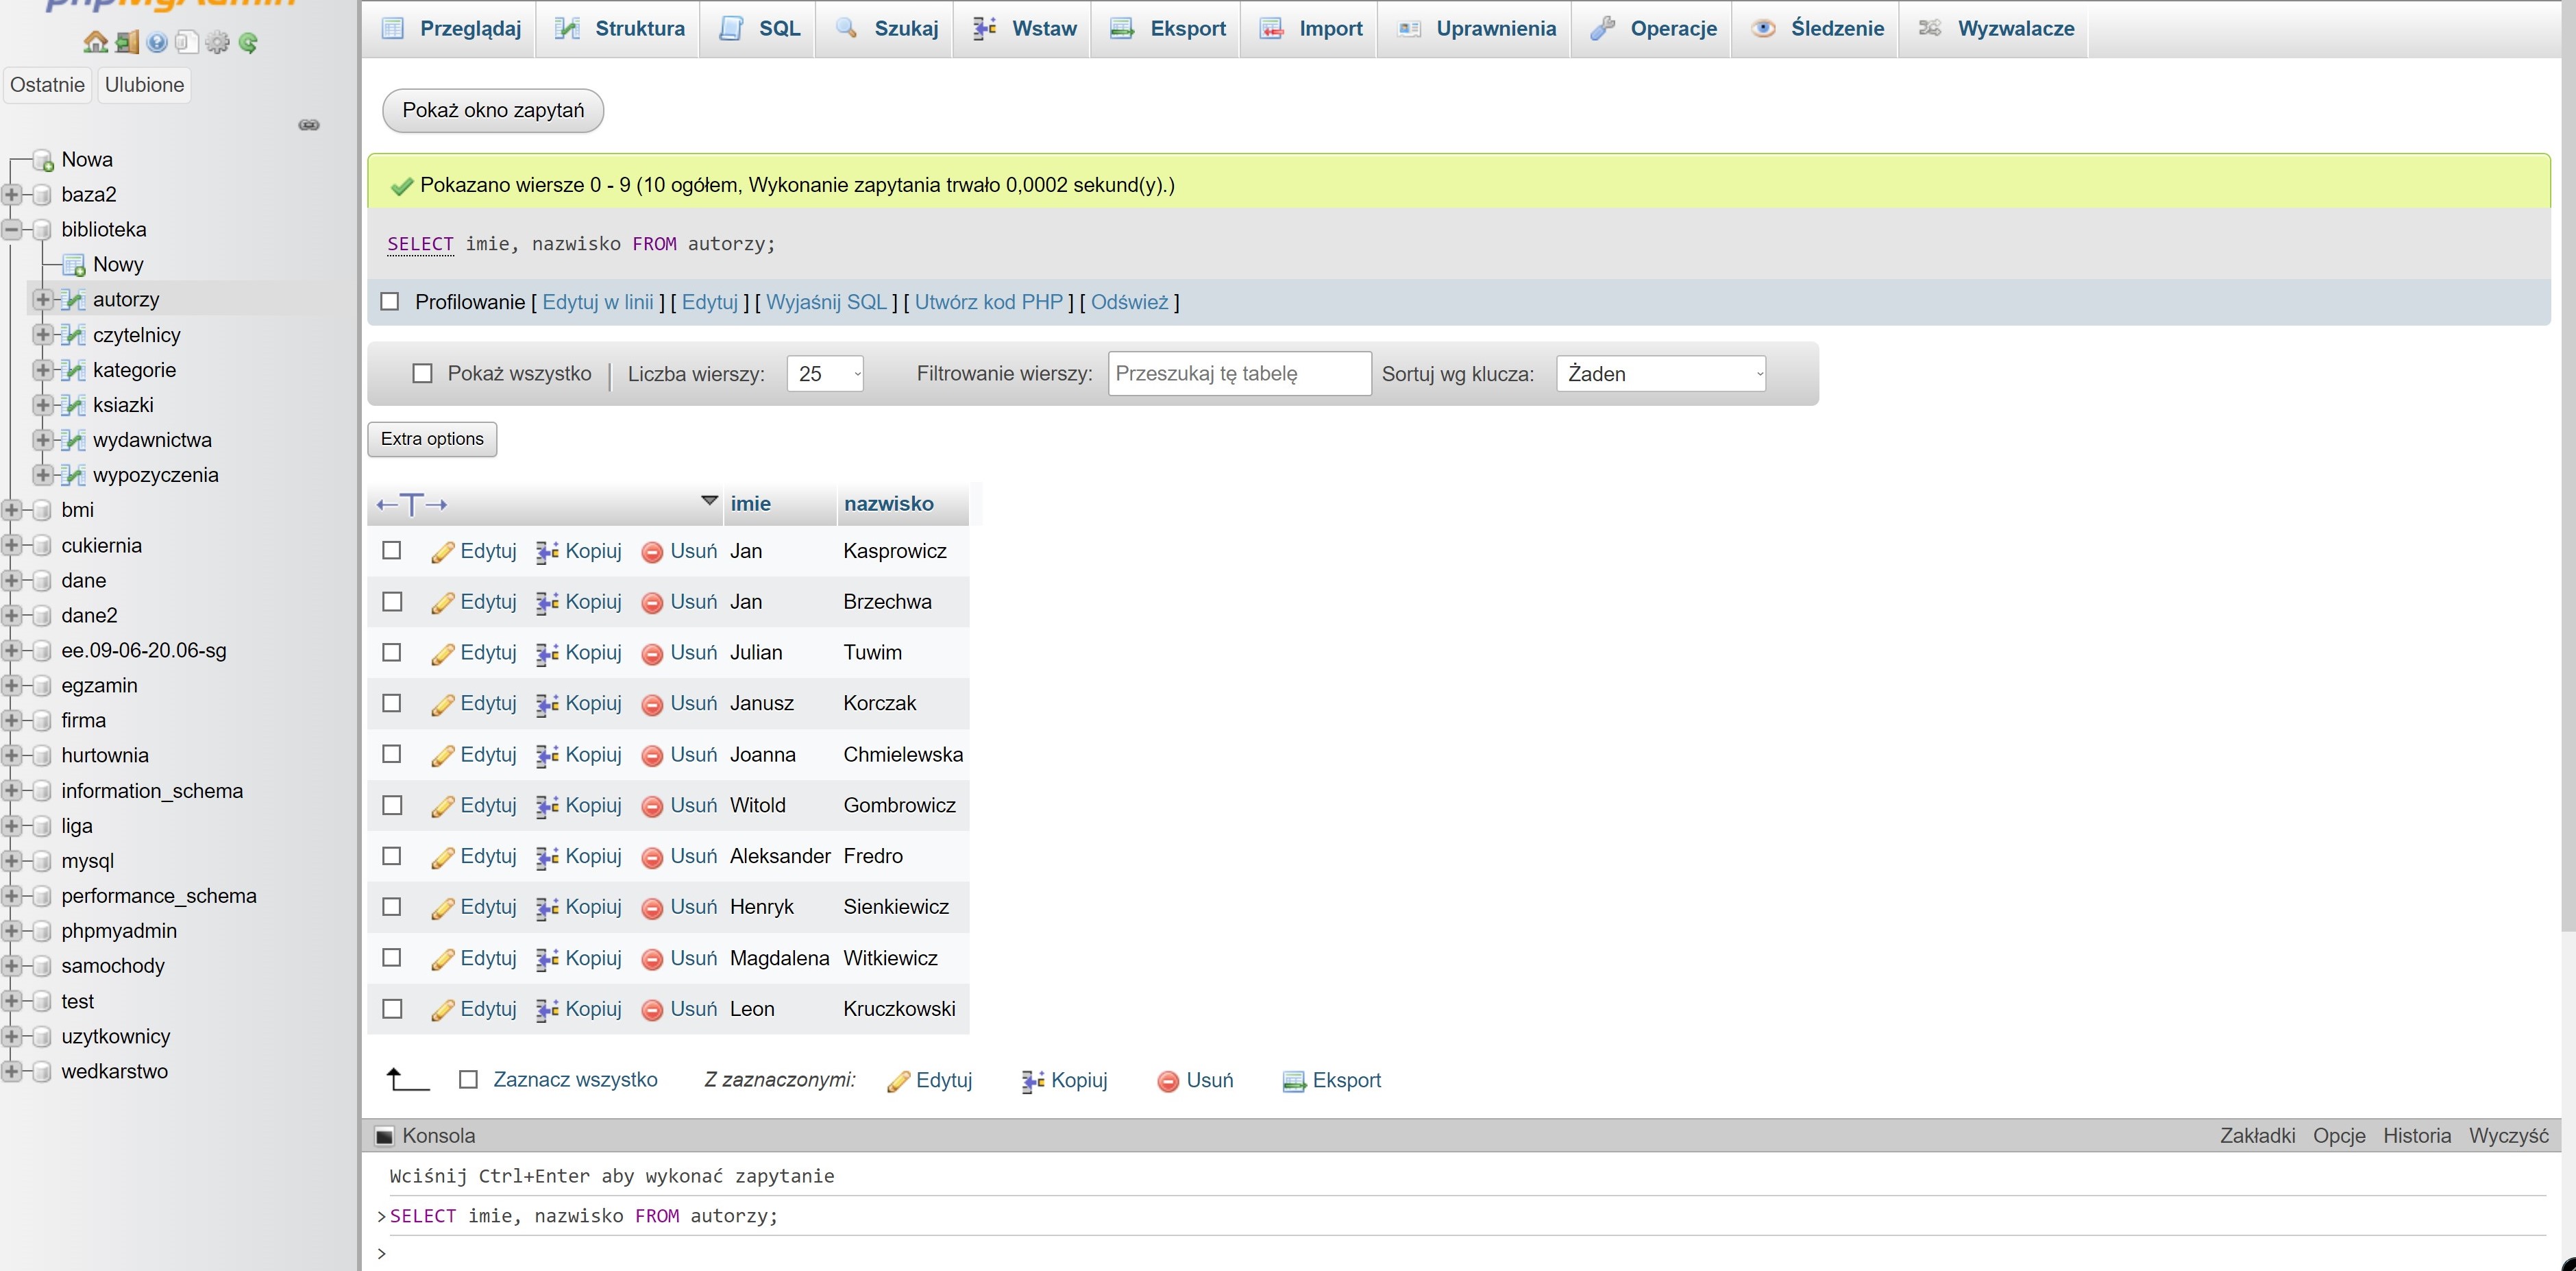 phpMyAdmin
Ostatnie Ulubione
Nowa
baza2
biblioteka
Nowy
autorzy
czytelnicy
kategorie
ksiazki
wydawnictwa
wypozyczenia
bmi
cukiernia
dane
dane2
ee.09-06-20.06-sg
egzamin
firma
hurtownia
information_schema
liga
mysql
performance_schema
phpmyadmin
samochody
test
uzytkownicy
wedkarstwo
Przeglądaj Struktura SQL Szukaj Wstaw Eksport Import Uprawnienia Operacje Śledzenie Wyzwalacze
Pokaż okno zapytań
Pokazano wiersze 0 - 9 (10 ogółem, Wykonanie zapytania trwało 0,0002 sekund(y).)
SELECT imie, nazwisko FROM autorzy;
Profilowanie [ Edytuj w linii ] [ Edytuj ] [ Wyjaśnij SQL ] [ Utwórz kod PHP ] [ Odśwież ]
Pokaż wszystko | Liczba wierszy: 25 Filtrowanie wierszy: Przeszukaj tę tabelę Sortuj wg klucza: Żaden
Extra options
←T→ imie nazwisko
Edytuj Kopiuj Usuń Jan Kasprowicz
Edytuj Kopiuj Usuń Jan Brzechwa
Edytuj Kopiuj Usuń Julian Tuwim
Edytuj Kopiuj Usuń Janusz Korczak
Edytuj Kopiuj Usuń Joanna Chmielewska
Edytuj Kopiuj Usuń Witold Gombrowicz
Edytuj Kopiuj Usuń Aleksander Fredro
Edytuj Kopiuj Usuń Henryk Sienkiewicz
Edytuj Kopiuj Usuń Magdalena Witkiewicz
Edytuj Kopiuj Usuń Leon Kruczkowski
Zaznacz wszystko Z zaznaczonymi: Edytuj Kopiuj Usuń Eksport
Konsola Zakładki Opcje Historia Wyczyść
Wciśnij Ctrl+Enter aby wykonać zapytanie
>SELECT imie, nazwisko FROM autorzy;
>